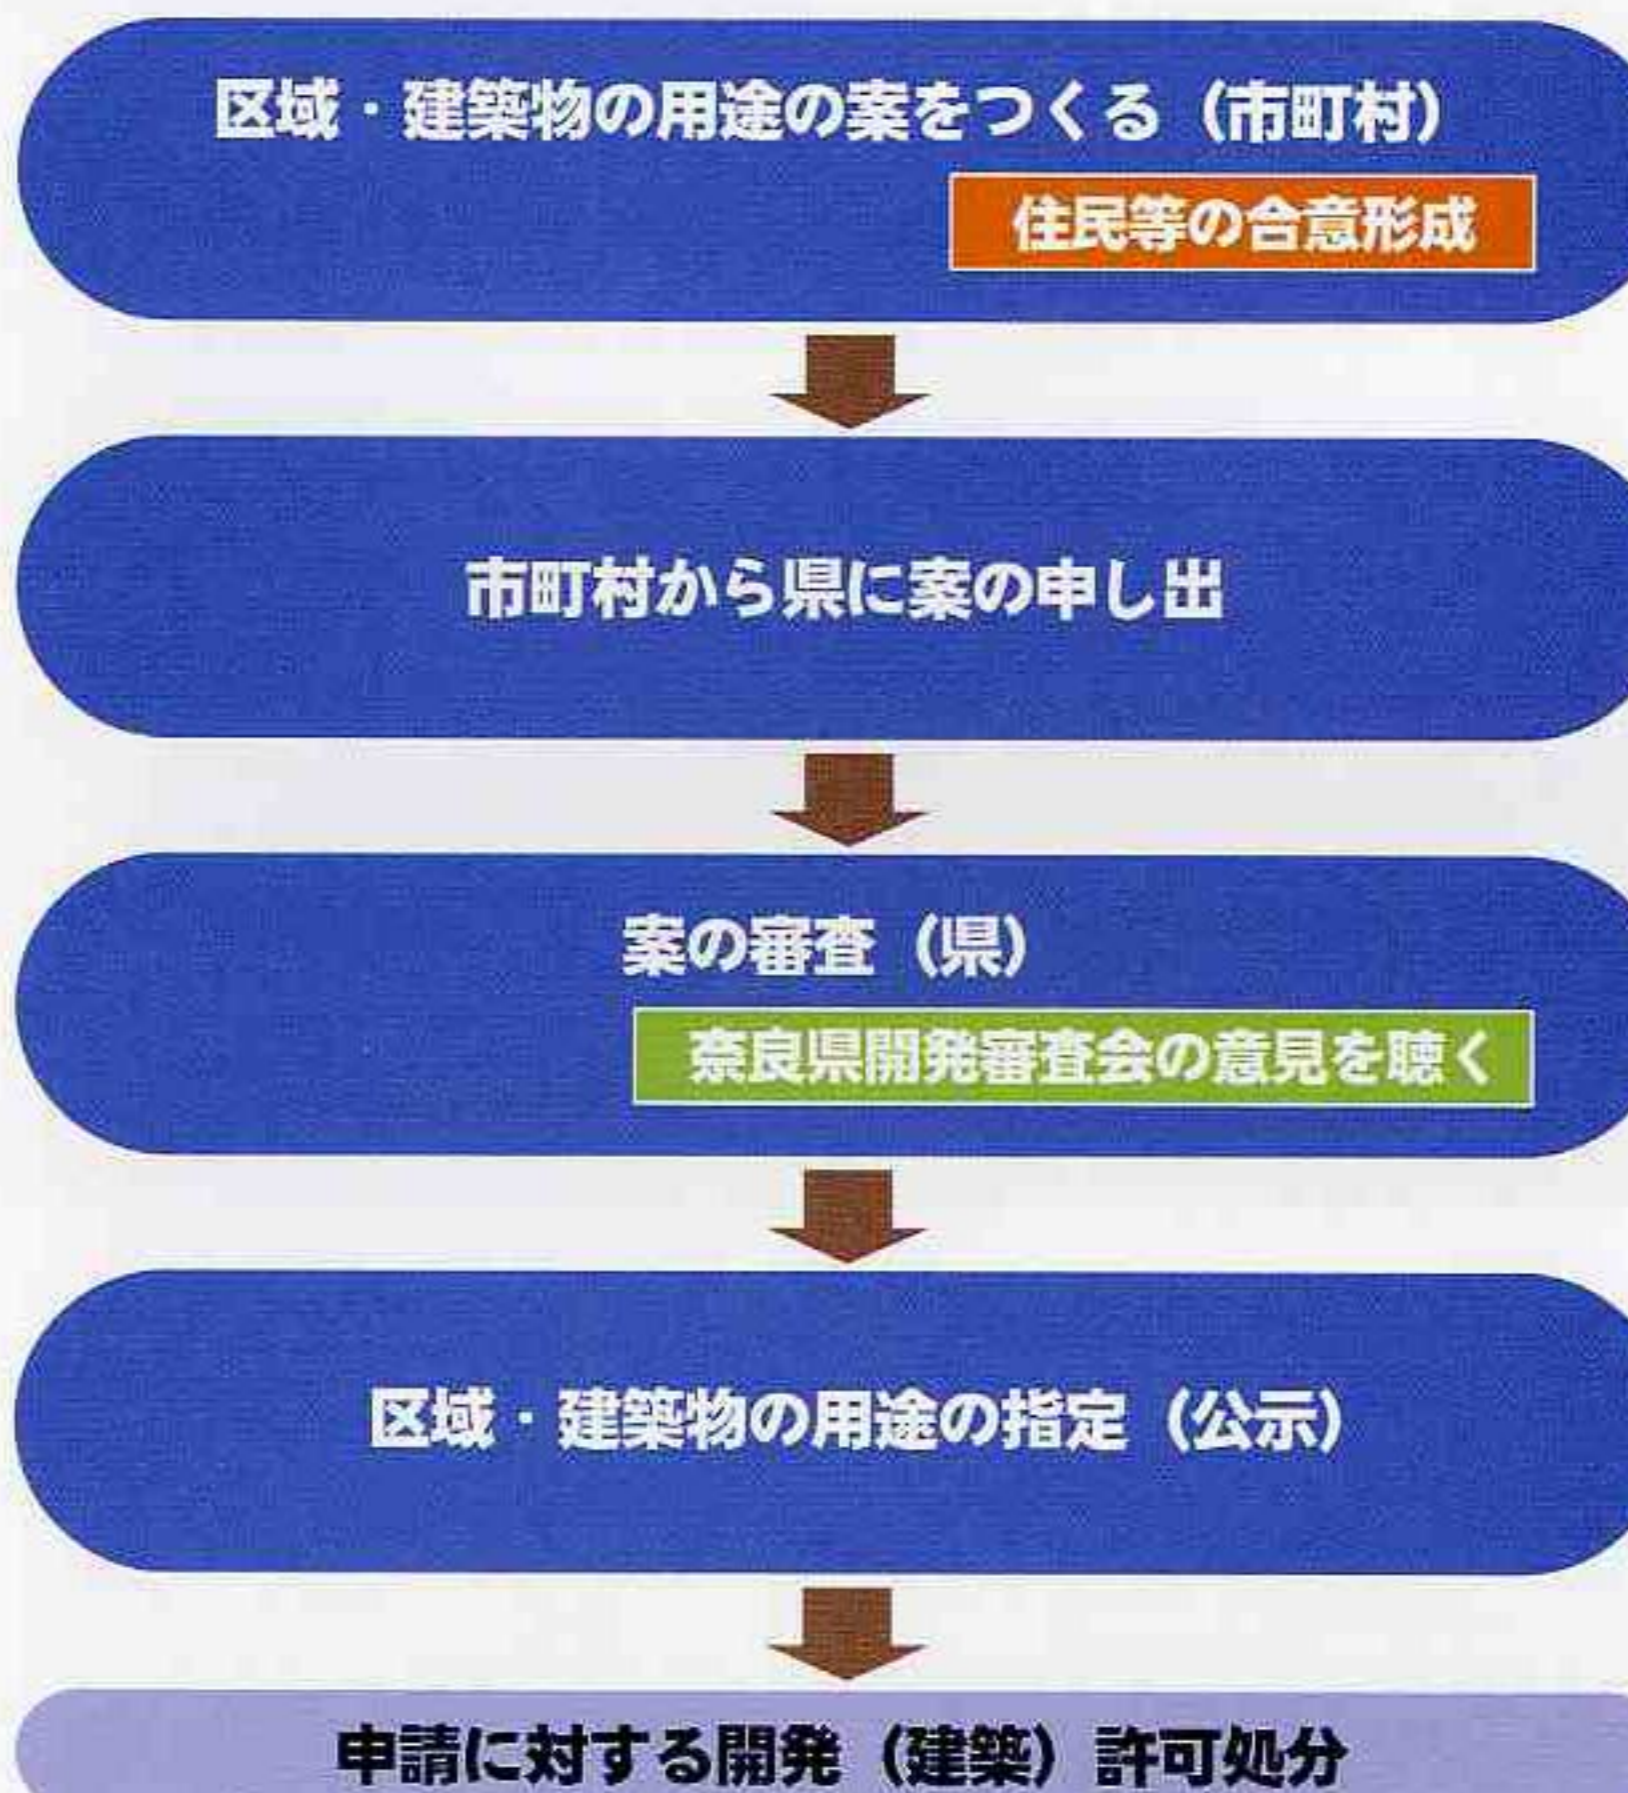 区域・建築物の用途の案をつくる（市町村）
住民等の合意形成
市町村から県に案の申し出
案の審査（県）
奈良県開発審査会の意見を聴く
区域・建築物の用途の指定（公示）
申請に対する開発（建築）許可処分